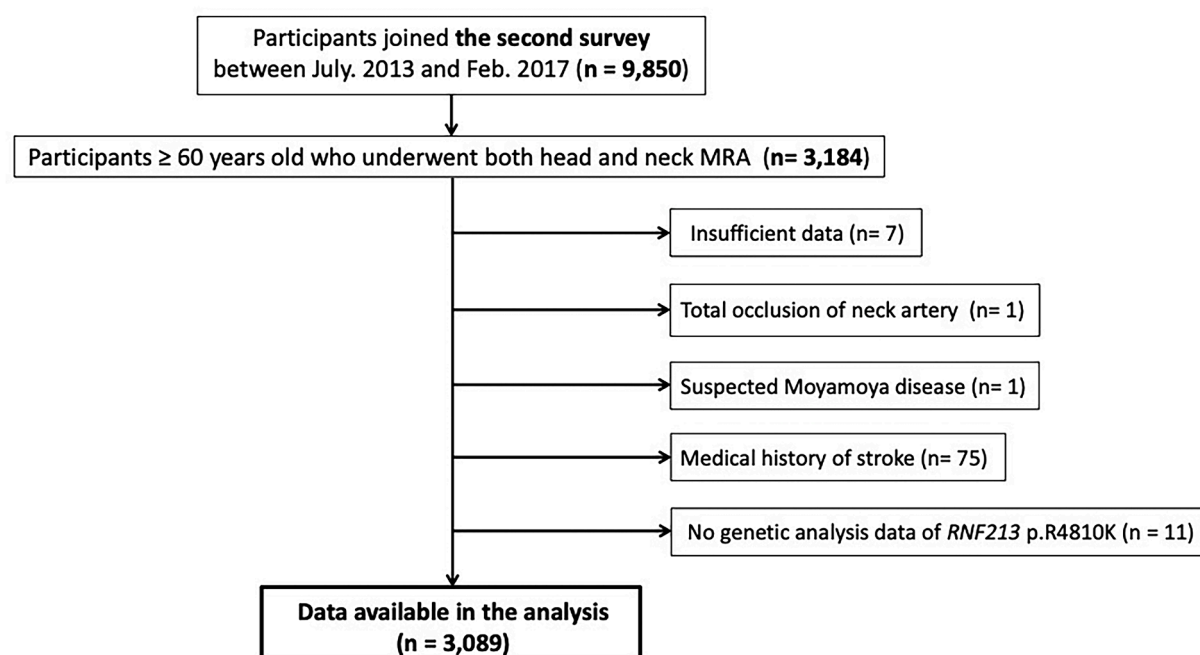 Participants joined the second survey
between July. 2013 and Feb. 2017 (n = 9,850)
Participants ≥ 60 years old who underwent both head and neck MRA (n= 3,184)
Insufficient data (n= 7)
Total occlusion of neck artery (n= 1)
Suspected Moyamoya disease (n= 1)
Medical history of stroke (n= 75)
No genetic analysis data of RNF213 p.R4810K (n = 11)
Data available in the analysis
(n = 3,089)